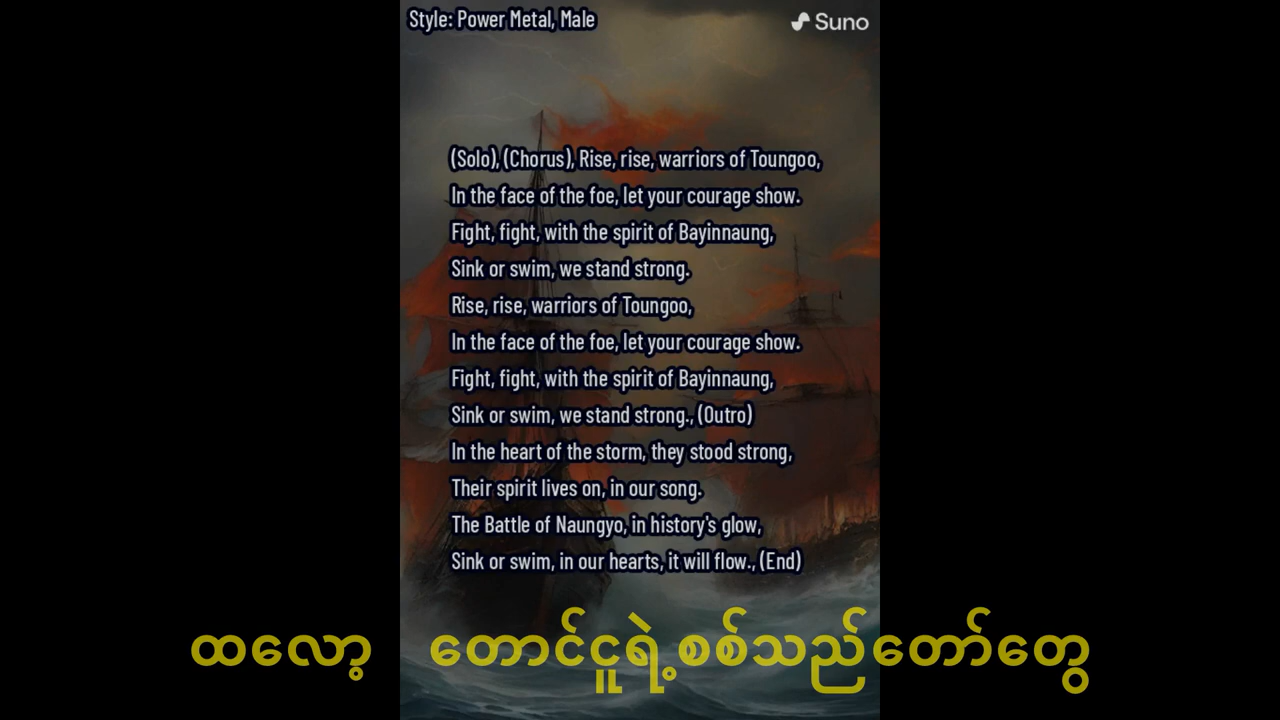 Style: Power Metal, Male
Suno
(Solo), (Chorus), Rise, rise, warriors of Toungoo,
In the face of the foe, let your courage show.
Fight, fight, with the spirit of Bayinnaung,
Sink or swim, we stand strong.
Rise, rise, warriors of Toungoo,
In the face of the foe, let your courage show.
Fight, fight, with the spirit of Bayinnaung,
Sink or swim, we stand strong., (Outro)
In the heart of the storm, they stood strong,
Their spirit lives on, in our song.
The Battle of Naungyo, in history's glow,
Sink or swim, in our hearts, it will flow., (End)
ထလော့ တောင်ငူရဲ့စစ်သည်တော်တွေ